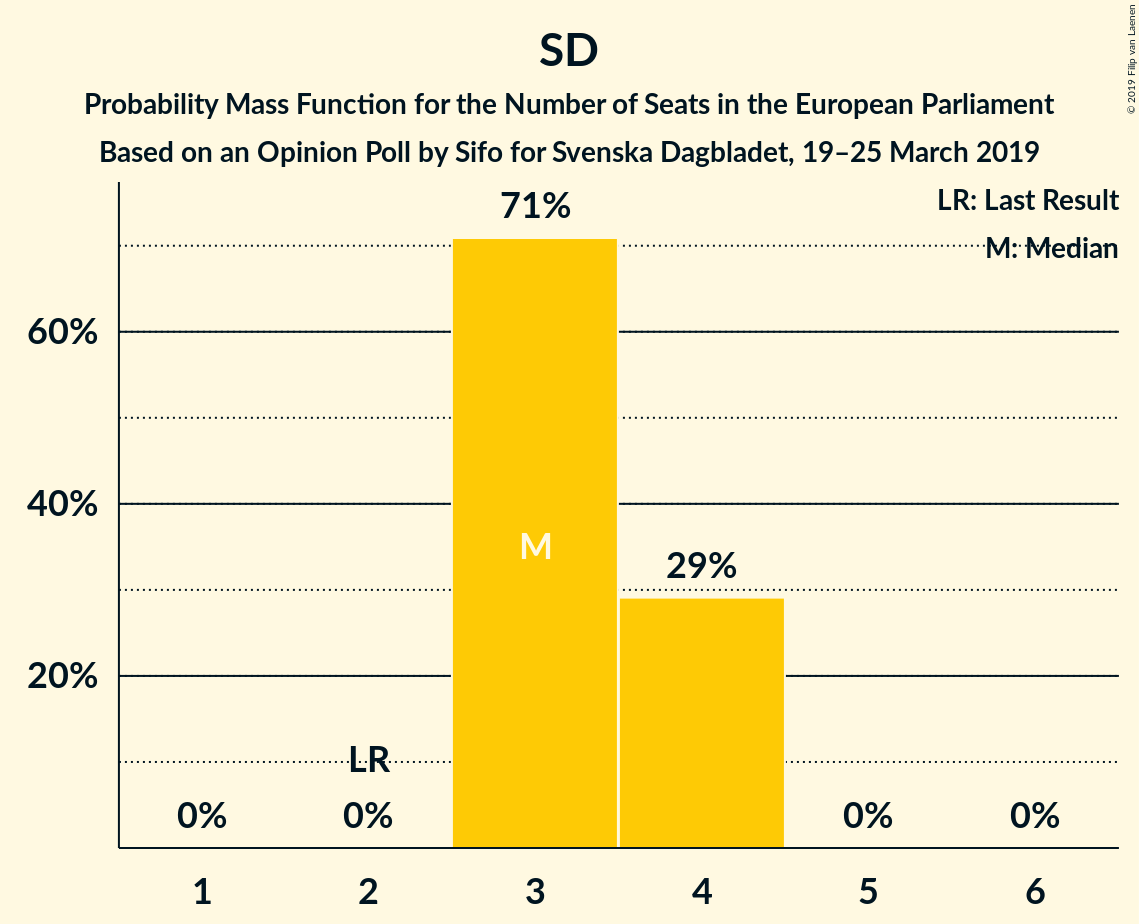 SD
Probability Mass Function for the Number of Seats in the European Parliament
Based on an Opinion Poll by Sifo for Svenska Dagbladet, 19–25 March 2019
© 2019 Filip van Laenen
LR: Last Result
M: Median
71%
60%
40%
M
29%
20%
LR
0%
0%
0%
0%
1 2 3 4 5 6